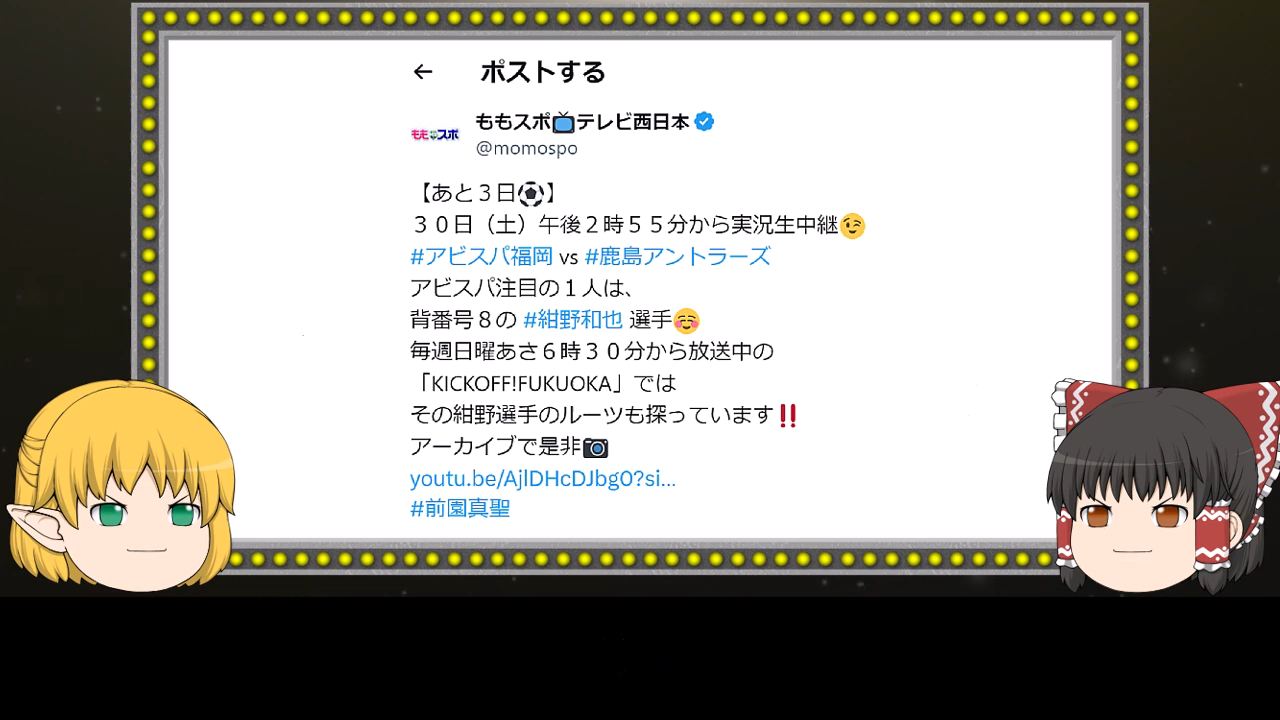 ← ポストする
ももスポ📺テレビ西日本
ももスポ
@momospo
【あと３日⚽】
３０日（土）午後２時５５分から実況生中継😉
#アビスパ福岡 vs #鹿島アントラーズ
アビスパ注目の１人は、
背番号８の #紺野和也 選手☺️
毎週日曜あさ６時３０分から放送中の
「KICKOFF!FUKUOKA」では
その紺野選手のルーツも探っています‼️
アーカイブで是非📷
youtu.be/AjlDHcDJbg0?si...
#前園真聖